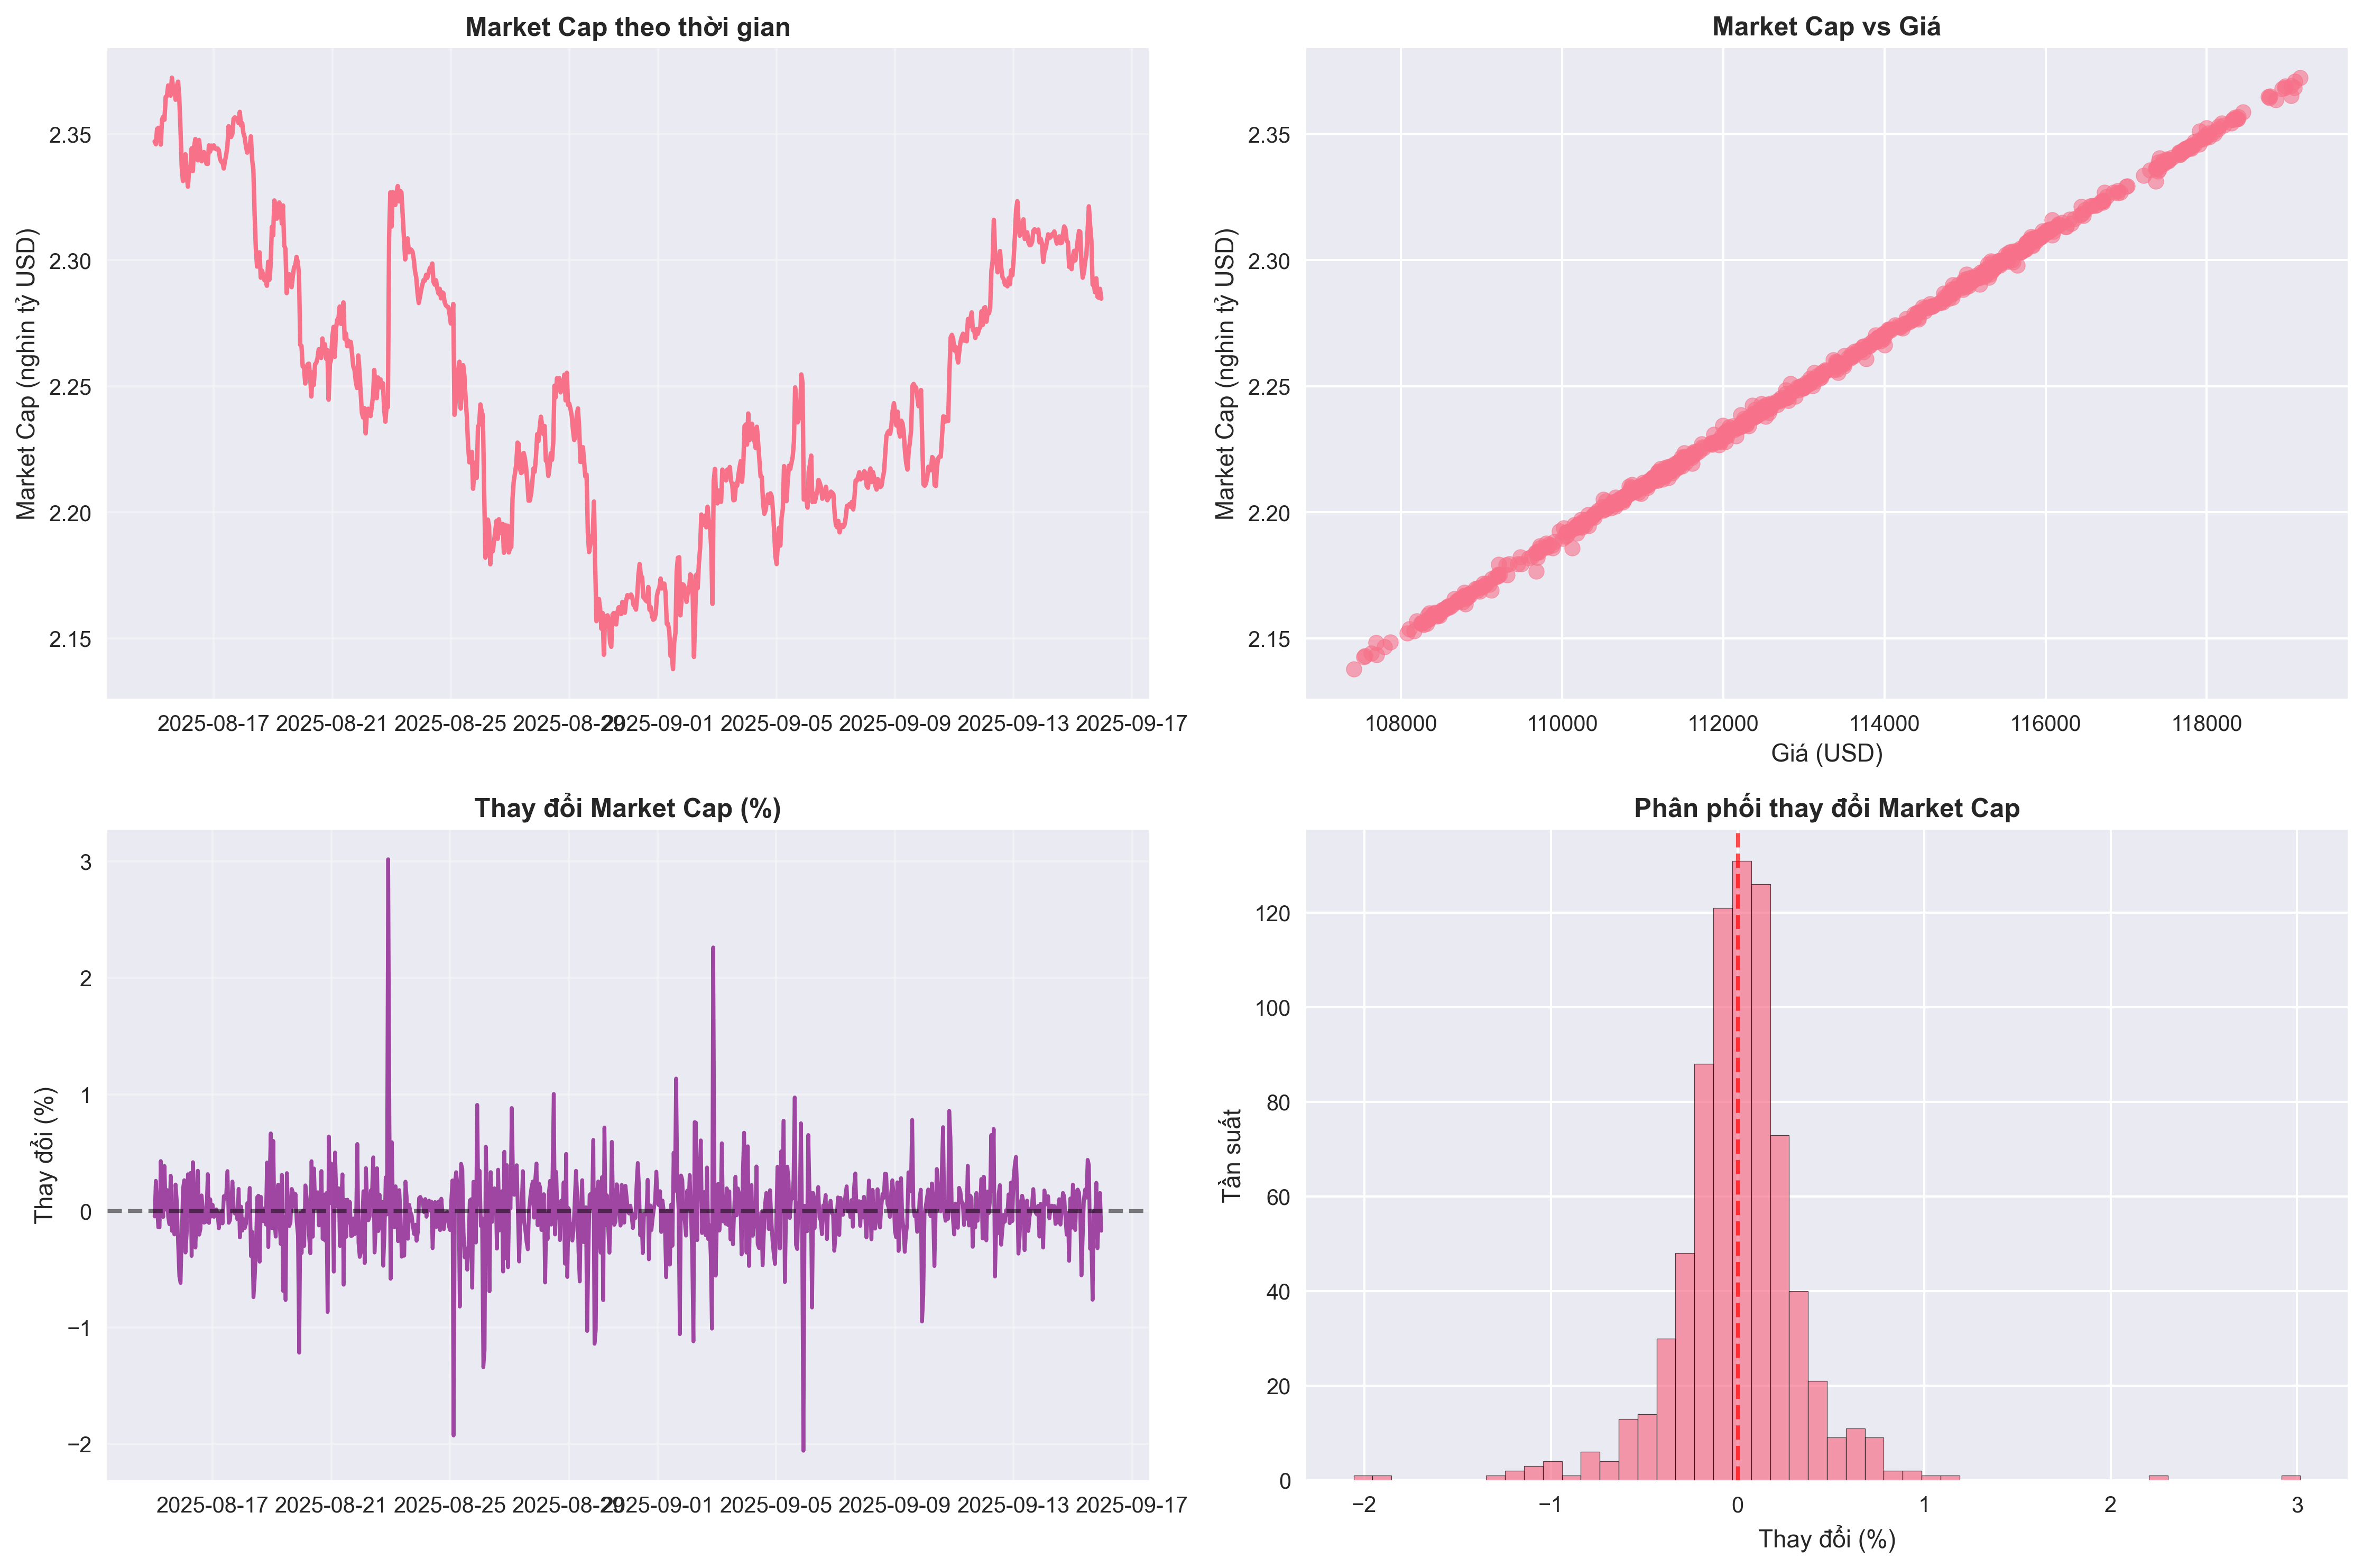 Market Cap theo thời gian
Market Cap (nghìn tỷ USD)
2.35
2.30
2.25
2.20
2.15
2025-08-17 2025-08-21 2025-08-25 2025-08-29 2025-09-01 2025-09-05 2025-09-09 2025-09-13 2025-09-17
Market Cap vs Giá
Market Cap (nghìn tỷ USD)
2.35
2.30
2.25
2.20
2.15
108000 110000 112000 114000 116000 118000
Giá (USD)
Thay đổi Market Cap (%)
Thay đổi (%)
3
2
1
0
−1
−2
2025-08-17 2025-08-21 2025-08-25 2025-08-29 2025-09-01 2025-09-05 2025-09-09 2025-09-13 2025-09-17
Phân phối thay đổi Market Cap
Tần suất
120
100
80
60
40
20
0
−2 −1 0 1 2 3
Thay đổi (%)